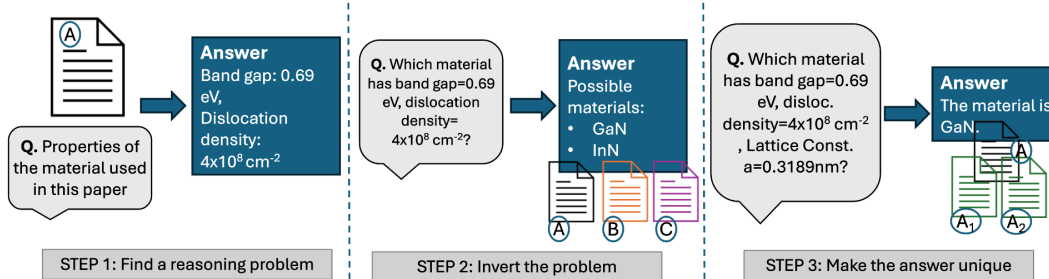 A
Q. Properties of
the material used
in this paper
Answer
Band gap: 0.69
eV,
Dislocation
density:
4x10⁸ cm⁻²
STEP 1: Find a reasoning problem
Q. Which material
has band gap=0.69
eV, dislocation
density=
4x10⁸ cm⁻²?
Answer
Possible
materials:
• GaN
• InN
A
B
C
STEP 2: Invert the problem
Q. Which material
has band gap=0.69
eV, disloc.
density=4x10⁸ cm⁻²
, Lattice Const.
a=0.3189nm?
Answer
The material is
GaN.
A
A₁
A₂
STEP 3: Make the answer unique